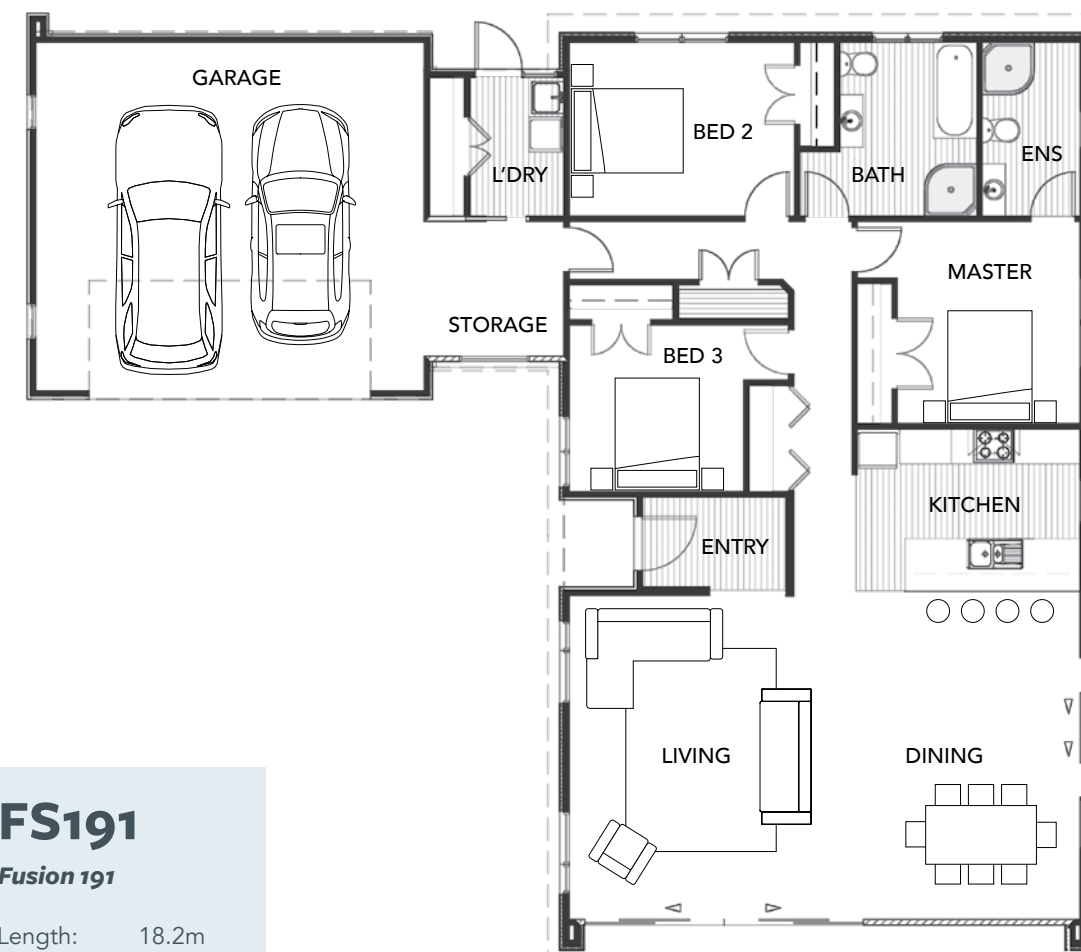 GARAGE
BED 2
L'DRY
BATH
ENS
MASTER
STORAGE
BED 3
KITCHEN
ENTRY
LIVING
DINING
FS191
Fusion 191
Length: 18.2m